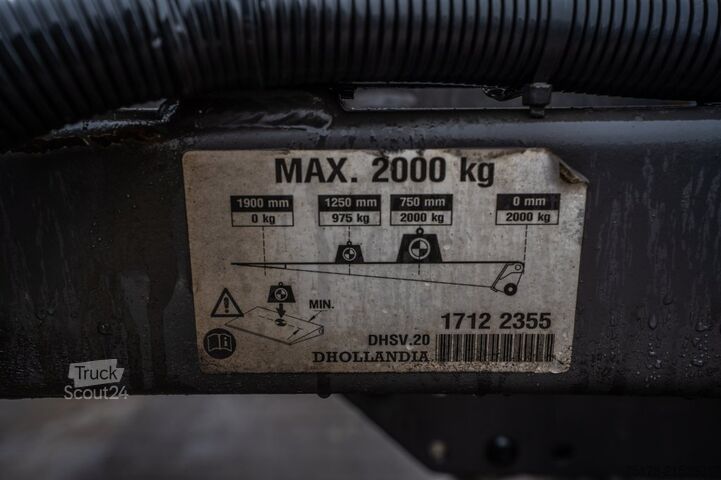 MAX. 2000 kg
1900 mm 1250 mm 750 mm 0 mm
0 kg 975 kg 2000 kg 2000 kg
MIN.
1712 2355
DHSV.20
DHOLLANDIA
Truck
Scout24